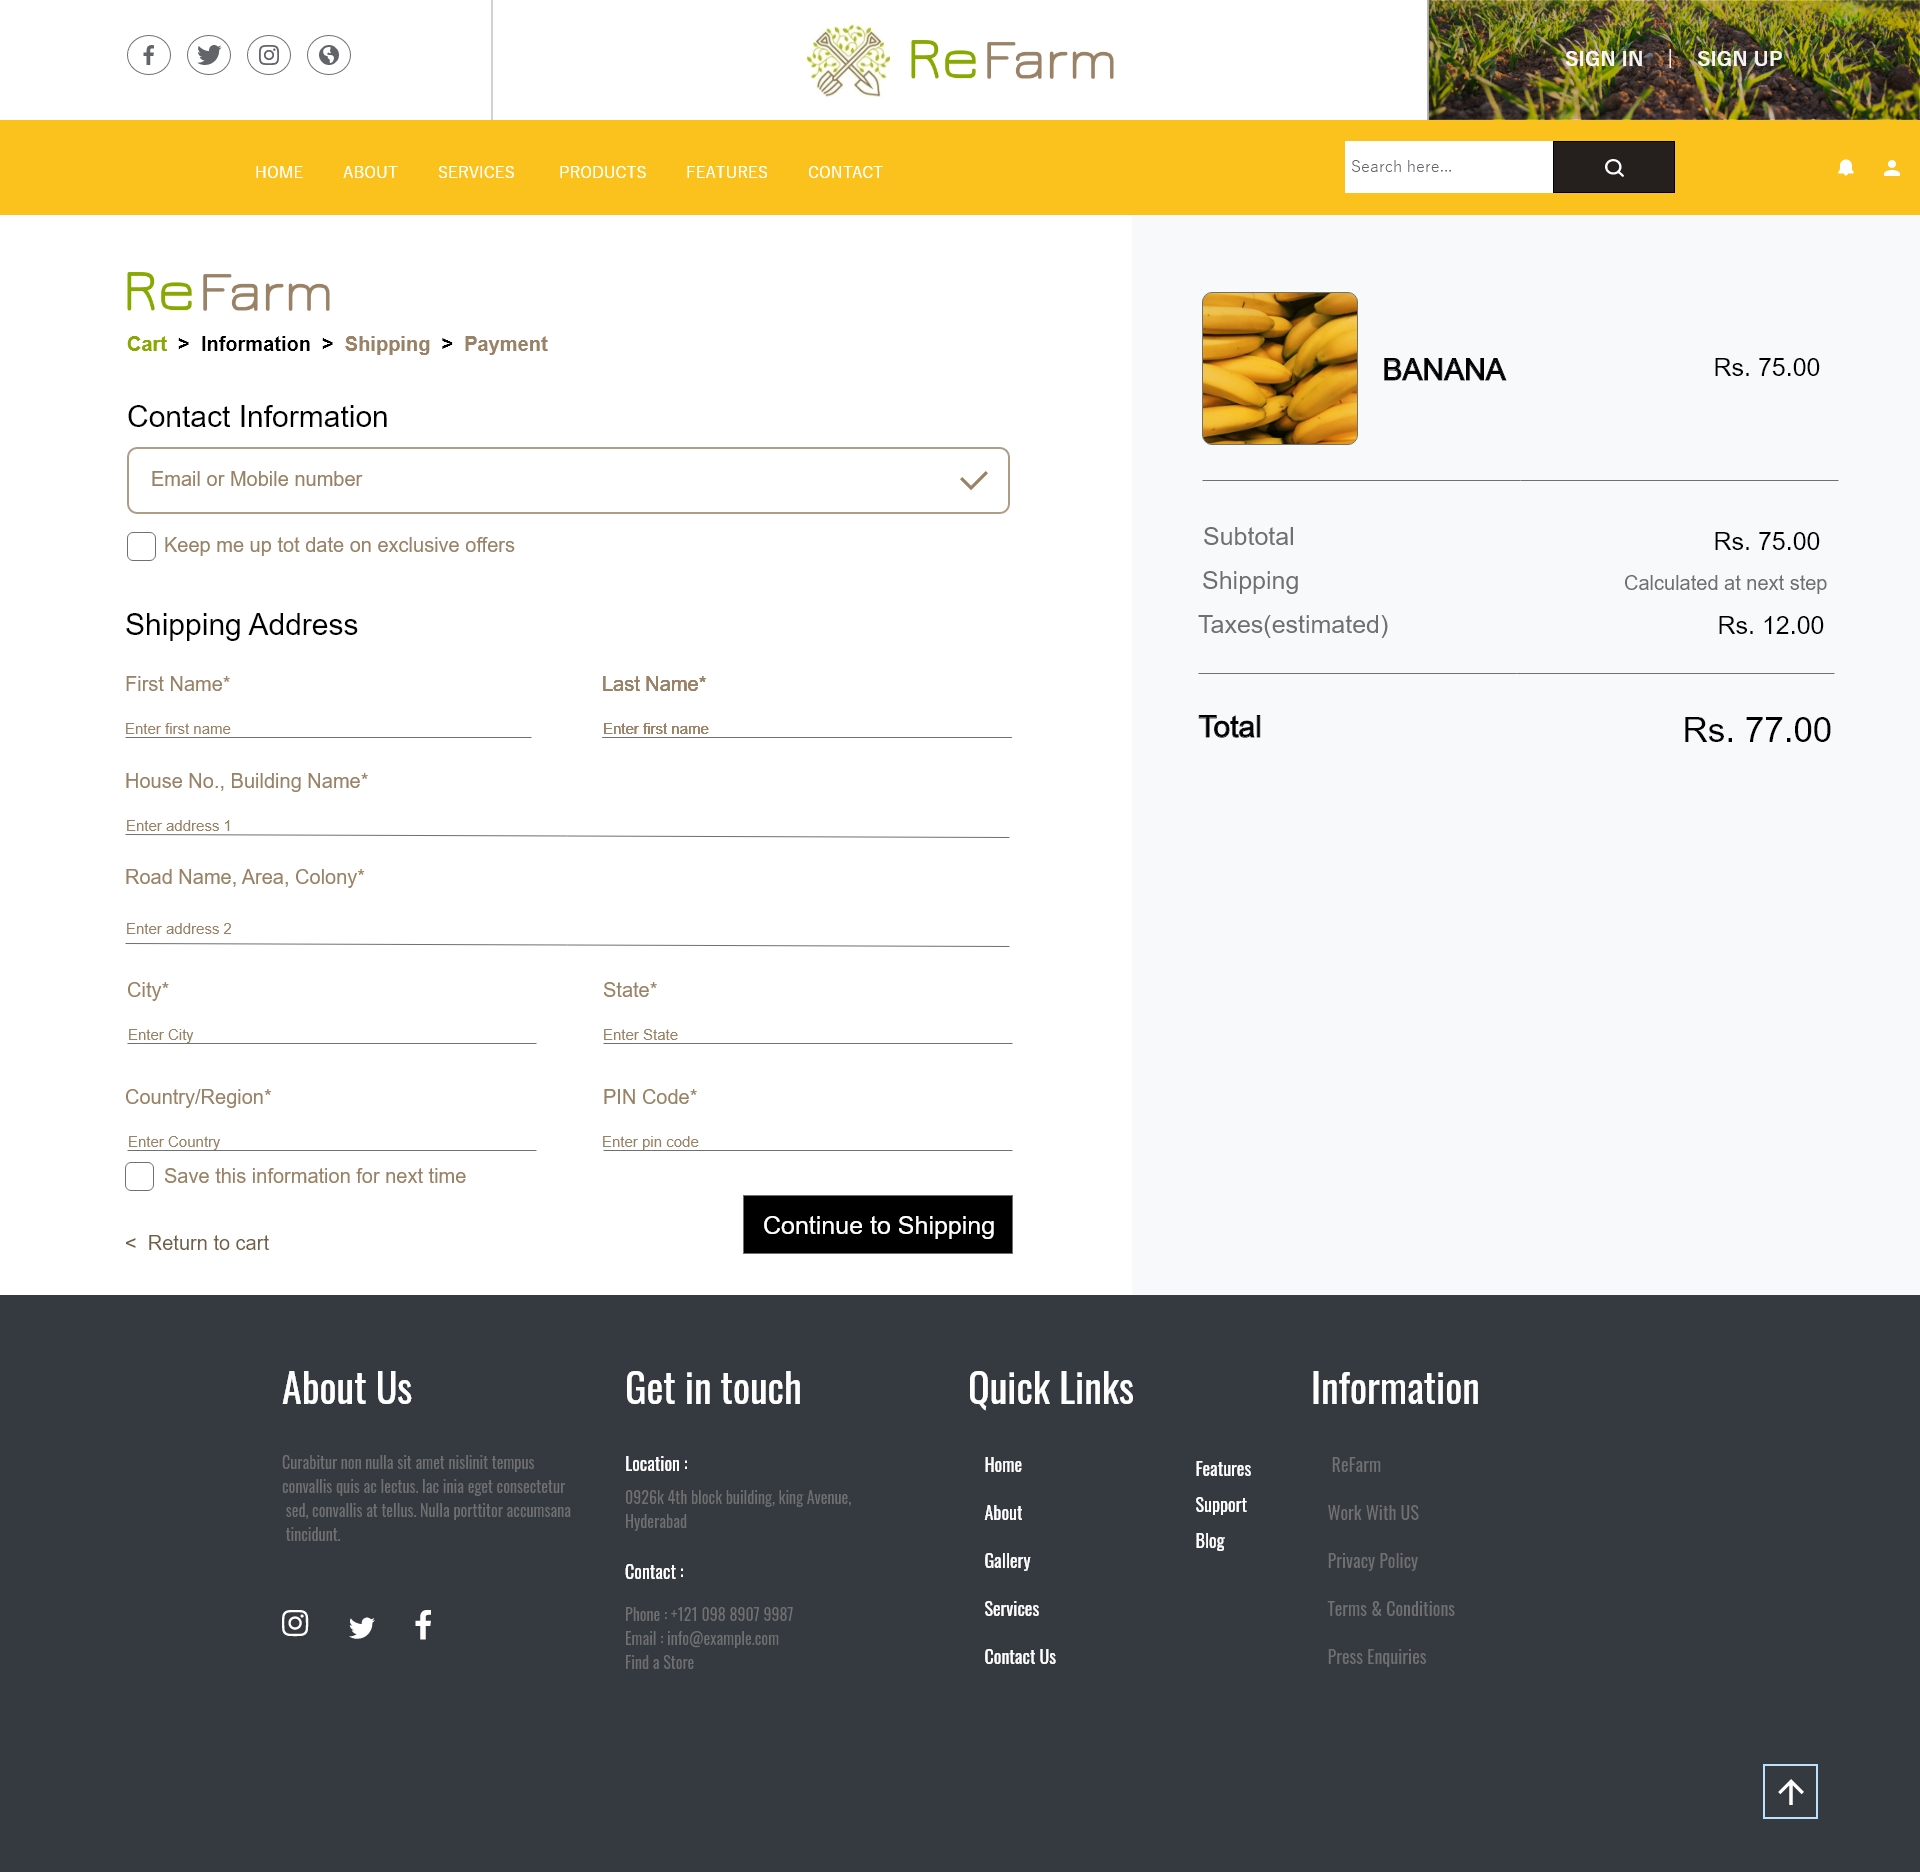 ReFarm
SIGN IN | SIGN UP
HOME ABOUT SERVICES PRODUCTS FEATURES CONTACT
Search here...
ReFarm
Cart > Information > Shipping > Payment
Contact Information
Email or Mobile number
Keep me up tot date on exclusive offers
Shipping Address
First Name* Last Name*
Enter first name Enter first name
House No., Building Name*
Enter address 1
Road Name, Area, Colony*
Enter address 2
City* State*
Enter City Enter State
Country/Region* PIN Code*
Enter Country Enter pin code
Save this information for next time
< Return to cart
Continue to Shipping
BANANA Rs. 75.00
Subtotal Rs. 75.00
Shipping Calculated at next step
Taxes(estimated) Rs. 12.00
Total Rs. 77.00
About Us
Curabitur non nulla sit amet nislinit tempus
convallis quis ac lectus. lac inia eget consectetur
sed, convallis at tellus. Nulla porttitor accumsana
tincidunt.
Get in touch
Location :
0926k 4th block building, king Avenue,
Hyderabad
Contact :
Phone : +121 098 8907 9987
Email : info@example.com
Find a Store
Quick Links
Home
About
Gallery
Services
Contact Us
Features
Support
Blog
Information
ReFarm
Work With US
Privacy Policy
Terms & Conditions
Press Enquiries